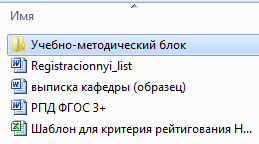 Имя
Учебно-методический блок
Registracionnyi_list
выписка кафедры (образец)
РПД ФГОС 3+
Шаблон для критерия рейтигования Н...